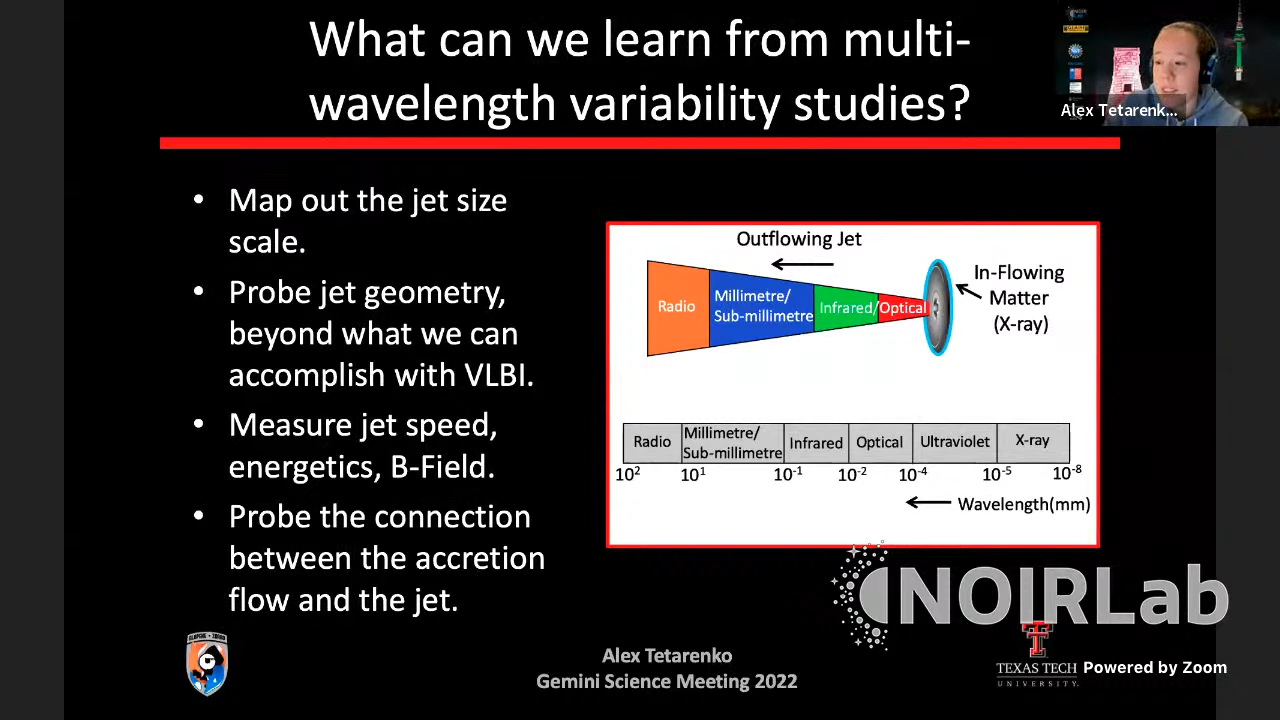 What can we learn from multi-
wavelength variability studies?
Alex Tetarenk...
• Map out the jet size
scale.
• Probe jet geometry,
beyond what we can
accomplish with VLBI.
• Measure jet speed,
energetics, B-Field.
• Probe the connection
between the accretion
flow and the jet.
Outflowing Jet
In-Flowing
Matter
(X-ray)
Radio
Millimetre/
Sub-millimetre
Infrared/Optical
Radio
Millimetre/
Sub-millimetre
Infrared
Optical
Ultraviolet
X-ray
10² 10¹ 10⁻¹ 10⁻² 10⁻⁴ 10⁻⁵ 10⁻⁸
Wavelength(mm)
NOIRLab
Alex Tetarenko
Gemini Science Meeting 2022
TEXAS TECH
UNIVERSITY.
Powered by Zoom